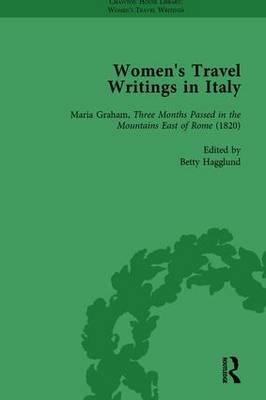 CHAWTON HOUSE LIBRARY:
WOMEN'S TRAVEL WRITINGS
Women's Travel
Writings in Italy
Maria Graham, Three Months Passed in the
Mountains East of Rome (1820)
Edited by
Betty Hagglund
R
ROUTLEDGE